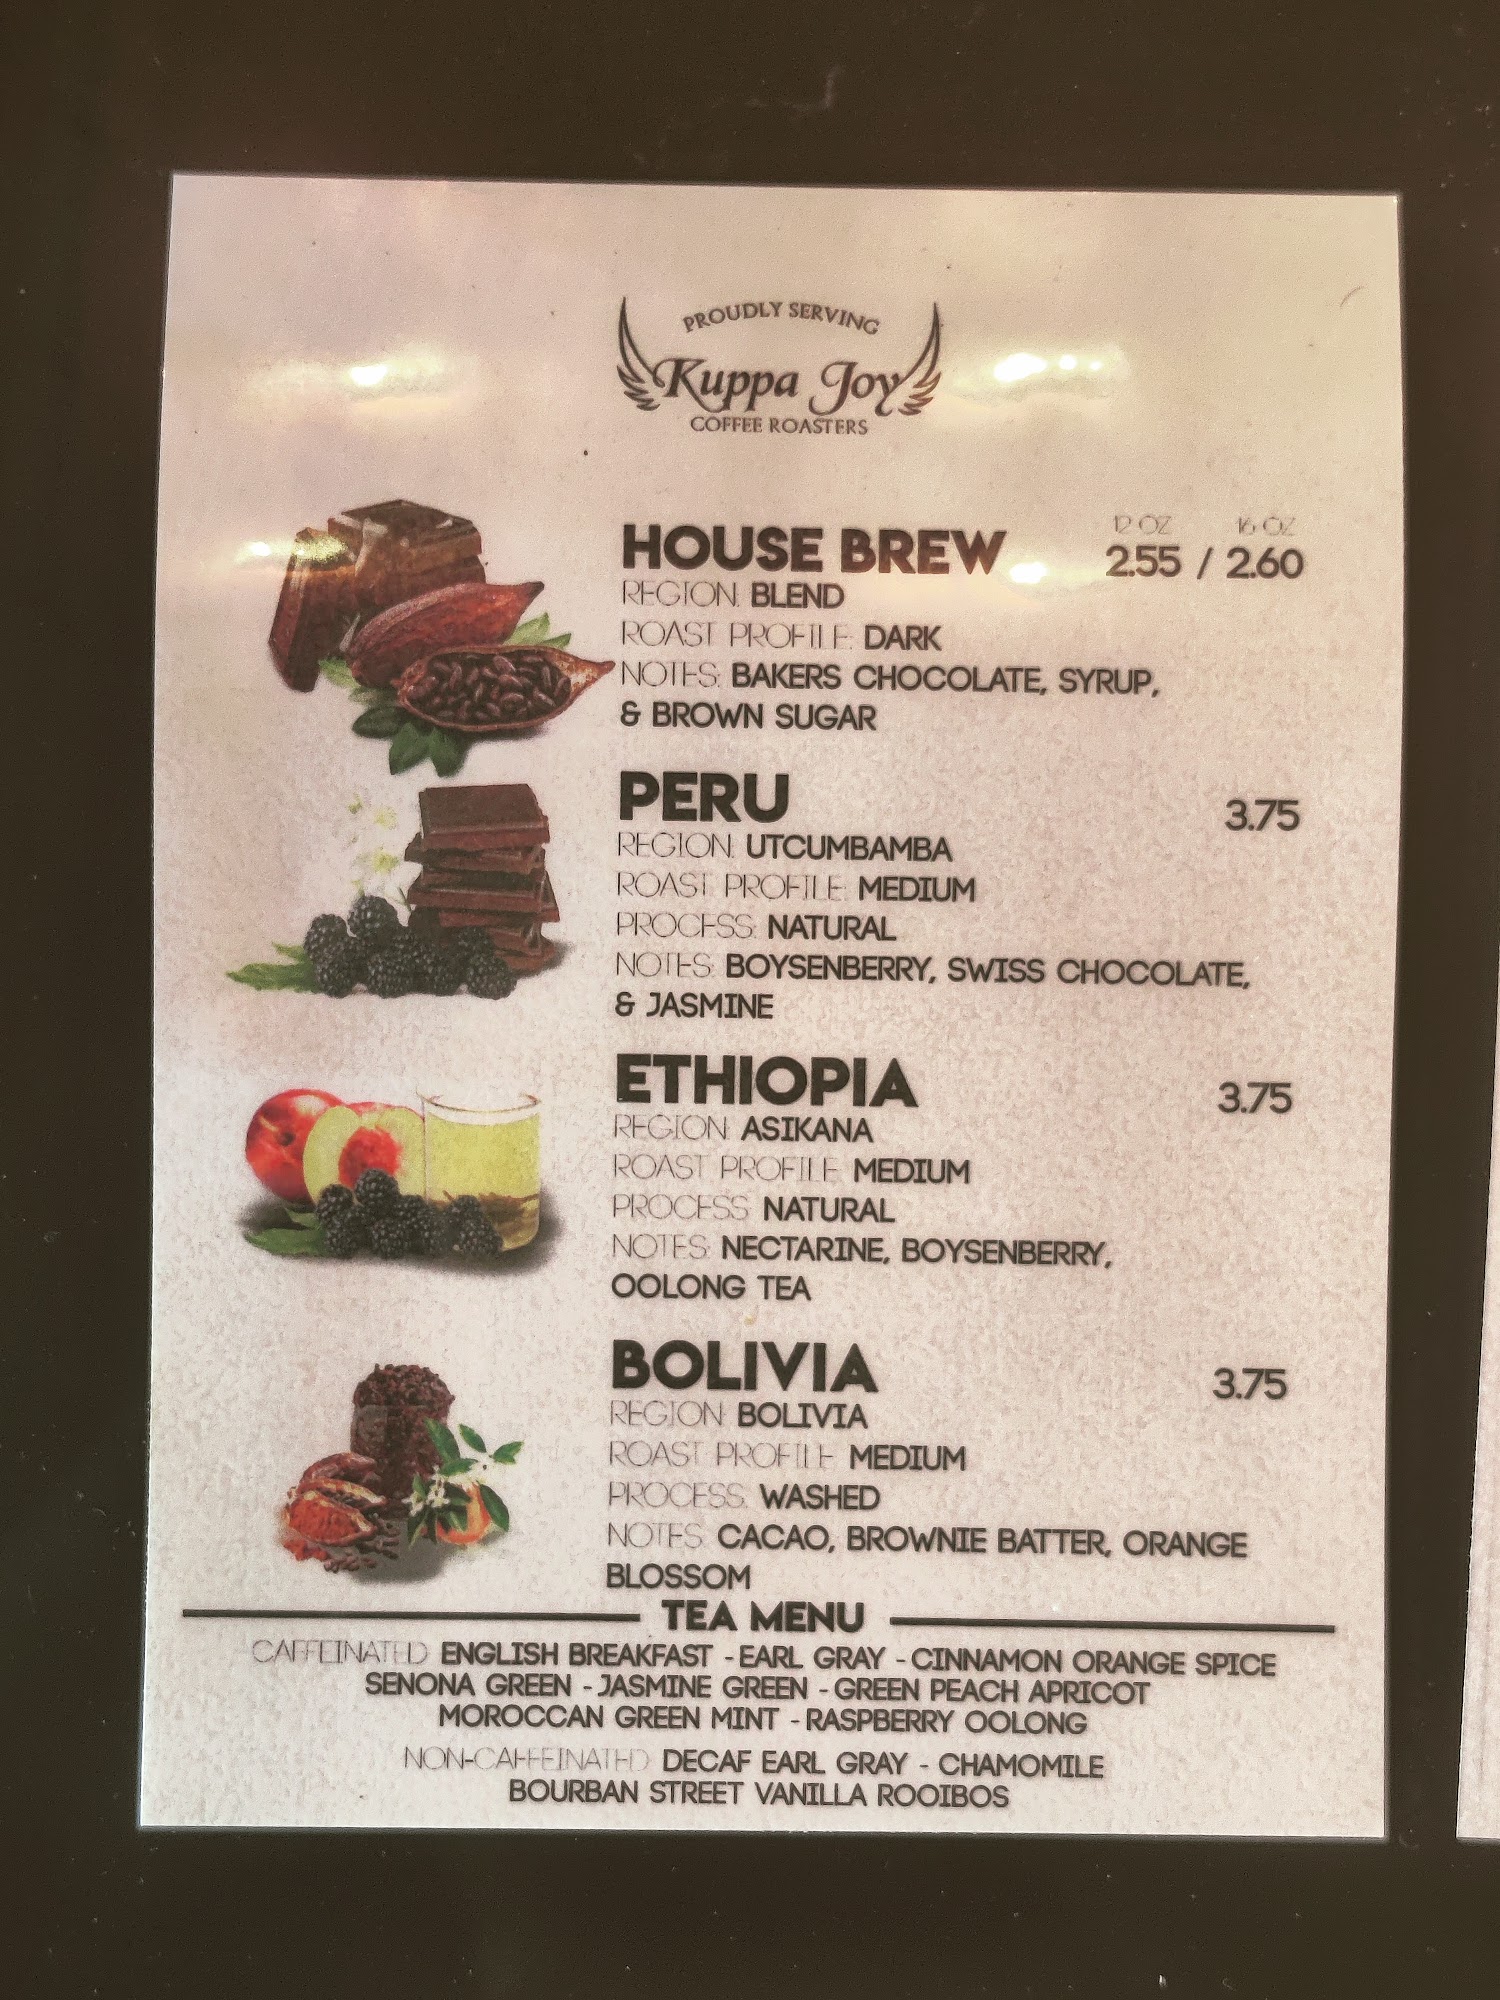 PROUDLY SERVING
Kuppa Joy
COFFEE ROASTERS
12 OZ 16 OZ
HOUSE BREW 2.55 / 2.60
REGION: BLEND
ROAST PROFILE: DARK
NOTES: BAKERS CHOCOLATE, SYRUP,
& BROWN SUGAR
PERU 3.75
REGION: UTCUMBAMBA
ROAST PROFILE: MEDIUM
PROCESS: NATURAL
NOTES: BOYSENBERRY, SWISS CHOCOLATE,
& JASMINE
ETHIOPIA 3.75
REGION: ASIKANA
ROAST PROFILE: MEDIUM
PROCESS: NATURAL
NOTES: NECTARINE, BOYSENBERRY,
OOLONG TEA
BOLIVIA 3.75
REGION: BOLIVIA
ROAST PROFILE: MEDIUM
PROCESS: WASHED
NOTES: CACAO, BROWNIE BATTER, ORANGE
BLOSSOM
TEA MENU
CAFFEINATED: ENGLISH BREAKFAST - EARL GRAY - CINNAMON ORANGE SPICE
SENONA GREEN - JASMINE GREEN - GREEN PEACH APRICOT
MOROCCAN GREEN MINT - RASPBERRY OOLONG
NON-CAFFEINATED: DECAF EARL GRAY - CHAMOMILE
BOURBAN STREET VANILLA ROOIBOS